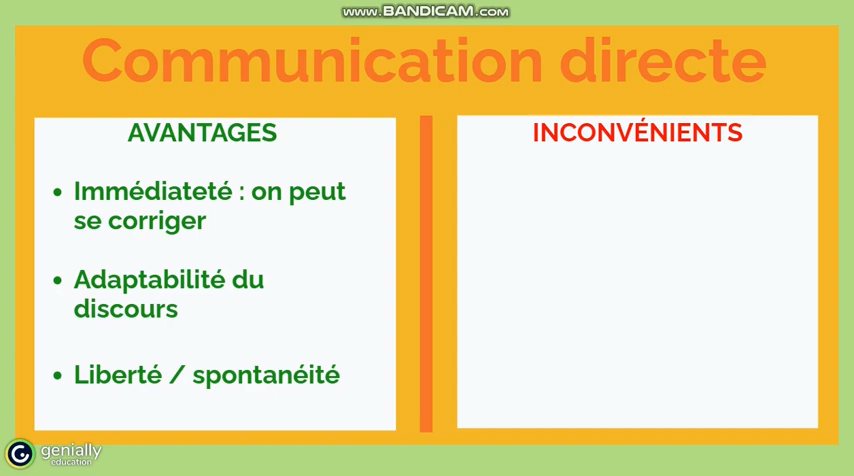 www.BANDICAM.com
Communication directe
AVANTAGES
• Immédiateté : on peut
se corriger
• Adaptabilité du
discours
• Liberté / spontanéité
INCONVÉNIENTS
genially
education